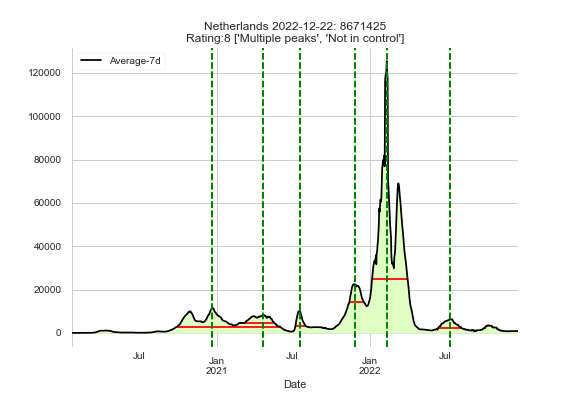 Netherlands 2022-12-22: 8671425
Rating:8 ['Multiple peaks', 'Not in control']
Average-7d
120000
100000
80000
60000
40000
20000
0
Jul
Jan
2021
Jul
Jan
2022
Jul
Date